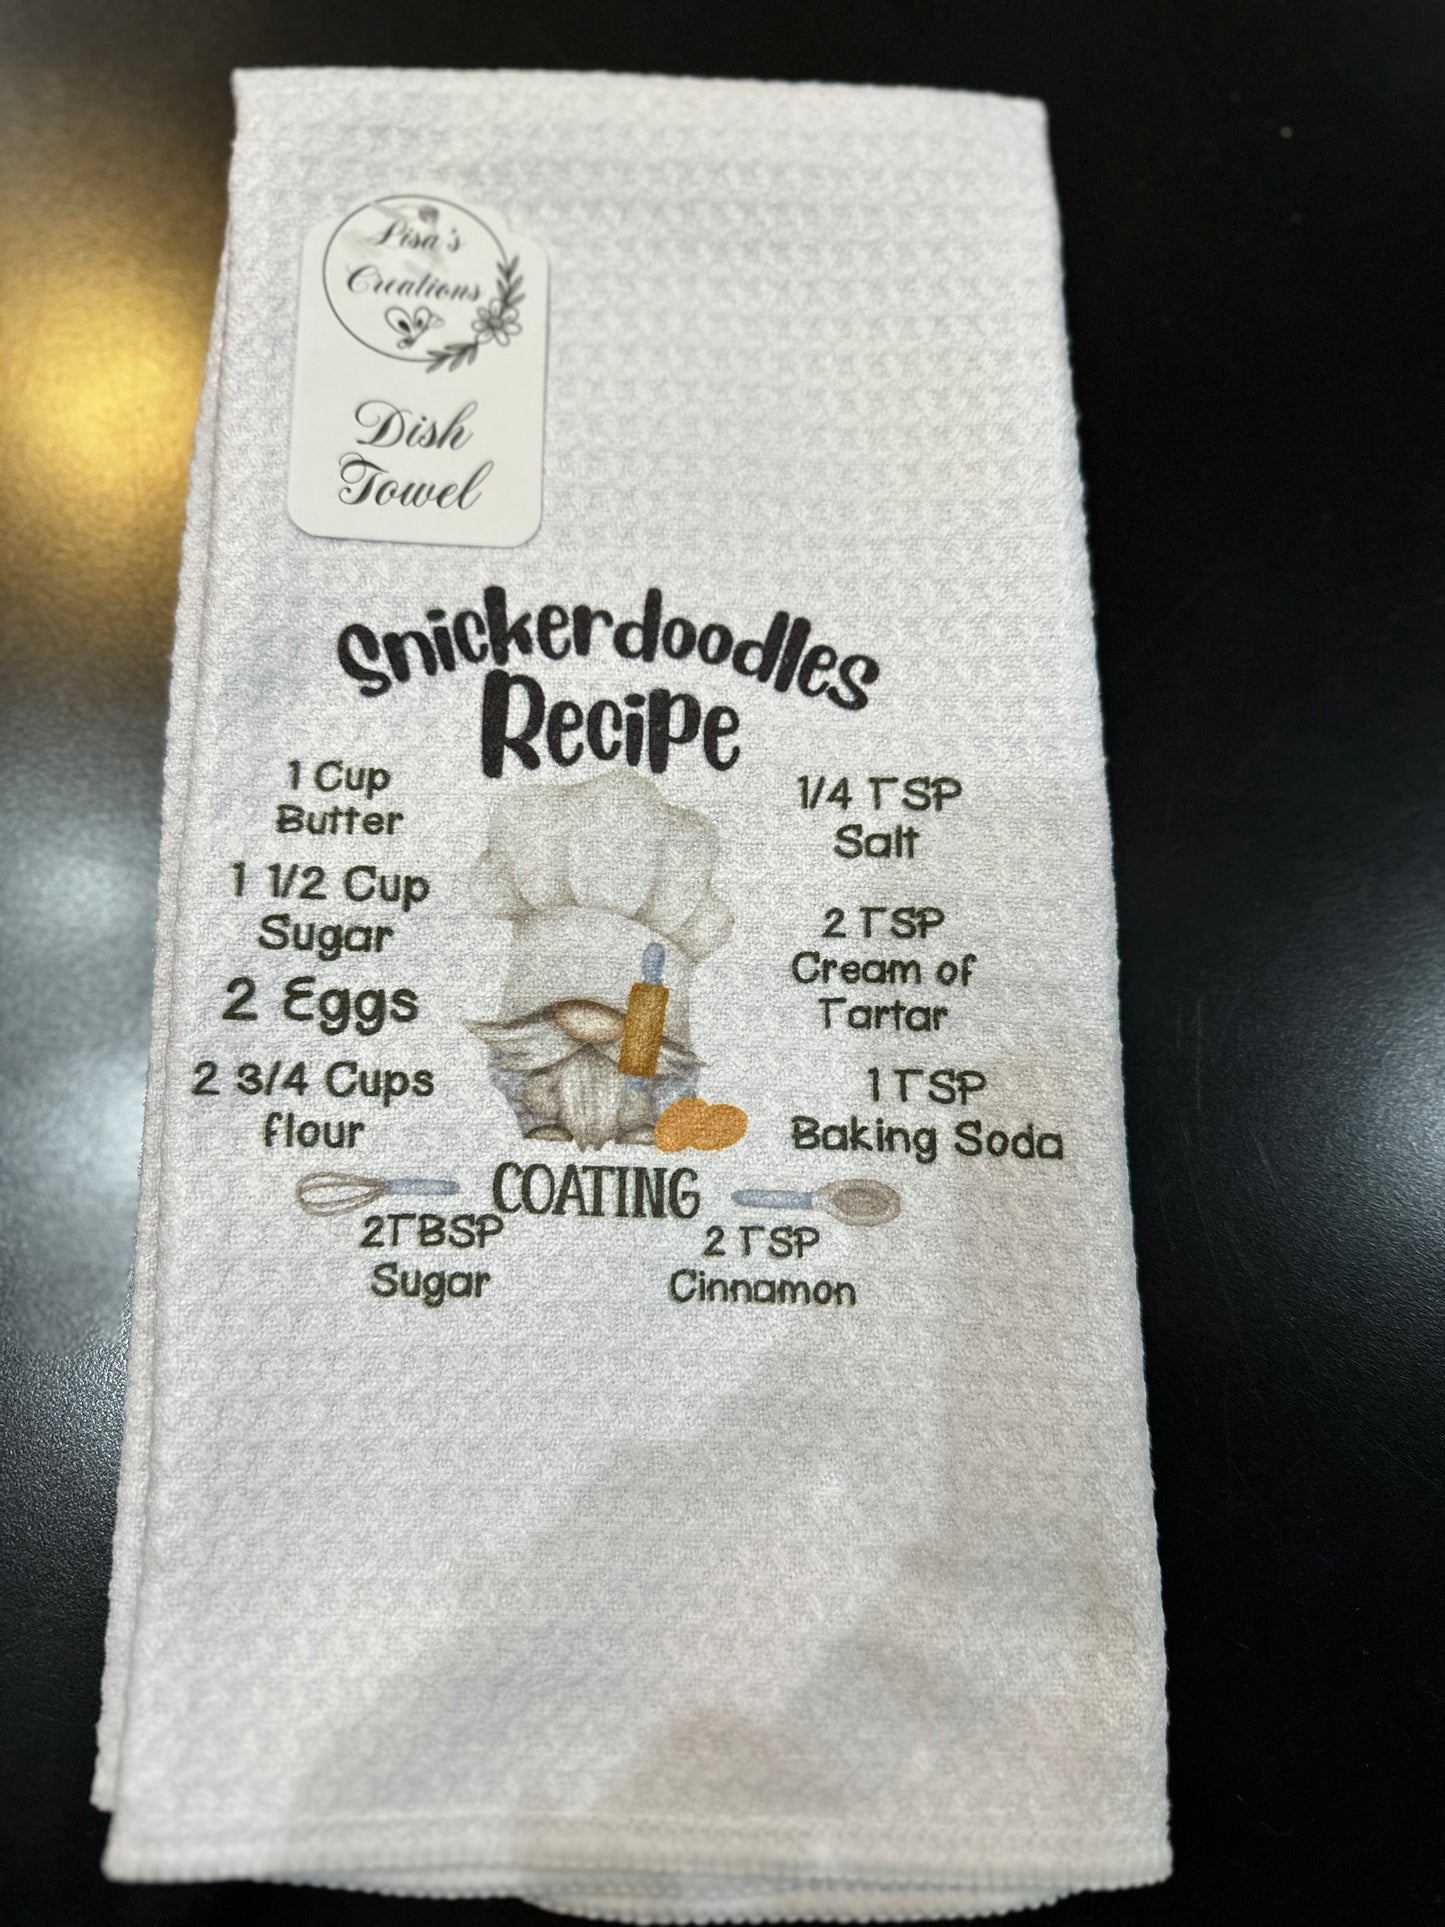 Lisa's
Creations
Dish
Towel
Snickerdoodles
Recipe
1 Cup
Butter
1 1/2 Cup
Sugar
2 Eggs
2 3/4 Cups
flour
1/4 TSP
Salt
2 TSP
Cream of
Tartar
1 TSP
Baking Soda
COATING
2TBSP
Sugar
2 TSP
Cinnamon